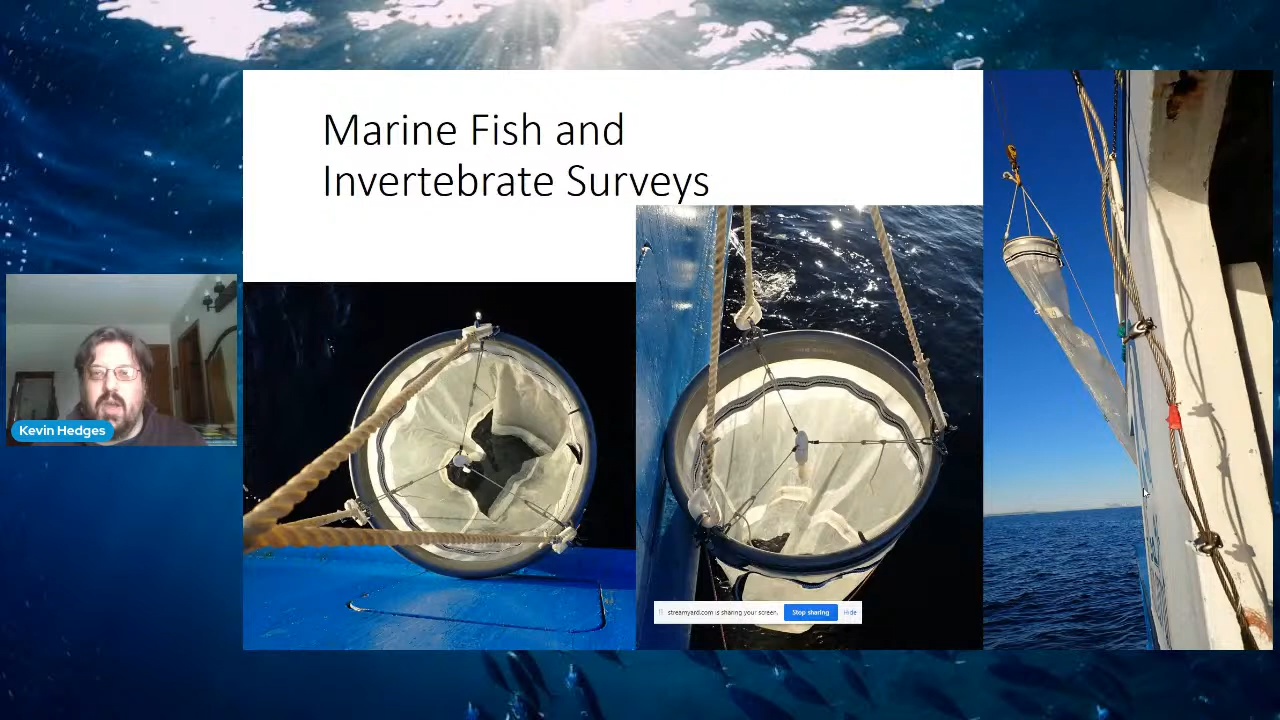 Marine Fish and
Invertebrate Surveys
Kevin Hedges
streamyard.com is sharing your screen. Stop sharing Hide